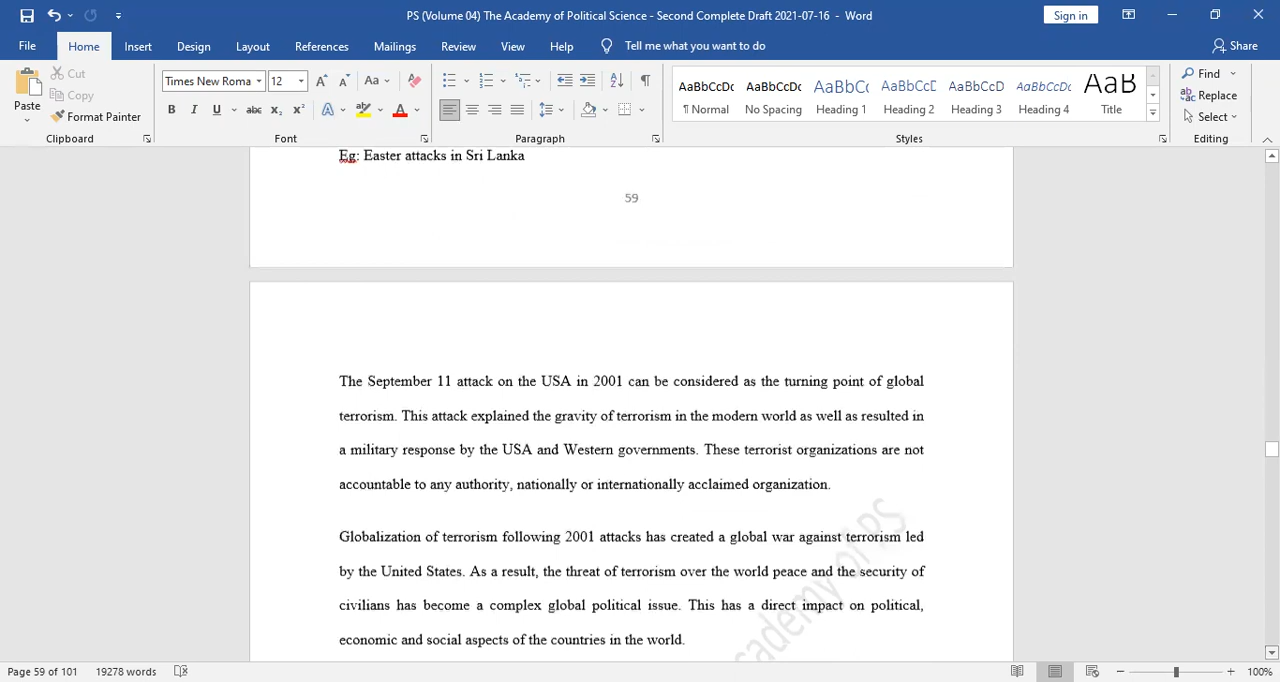 PS (Volume 04) The Academy of Political Science - Second Complete Draft 2021-07-16 - Word
Sign in
File Home Insert Design Layout References Mailings Review View Help Tell me what you want to do Share
Paste
Cut
Copy
Format Painter
Clipboard
Times New Roma 12
Font
Paragraph
AaBbCcDc AaBbCcDc AaBbC AaBbCcD AaBbCcD AaBbCcDc AaB
¶ Normal No Spacing Heading 1 Heading 2 Heading 3 Heading 4 Title
Styles
Find
Replace
Select
Editing
Eg: Easter attacks in Sri Lanka
59
The September 11 attack on the USA in 2001 can be considered as the turning point of global
terrorism. This attack explained the gravity of terrorism in the modern world as well as resulted in
a military response by the USA and Western governments. These terrorist organizations are not
accountable to any authority, nationally or internationally acclaimed organization.
Globalization of terrorism following 2001 attacks has created a global war against terrorism led
by the United States. As a result, the threat of terrorism over the world peace and the security of
civilians has become a complex global political issue. This has a direct impact on political,
economic and social aspects of the countries in the world.
cademy of PS
Page 59 of 101 19278 words 100%